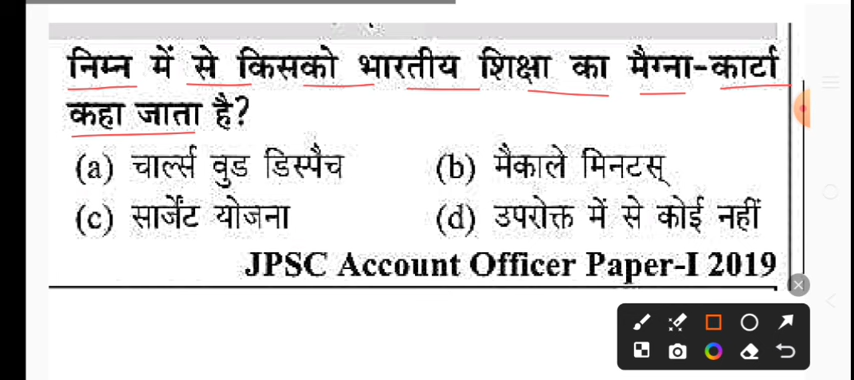 निम्न में से किसको भारतीय शिक्षा का मैग्ना-कार्टा
कहा जाता है?
(a) चार्ल्स वुड डिस्पैच (b) मैकाले मिनटस्
(c) सार्जेंट योजना (d) उपरोक्त में से कोई नहीं
JPSC Account Officer Paper-I 2019